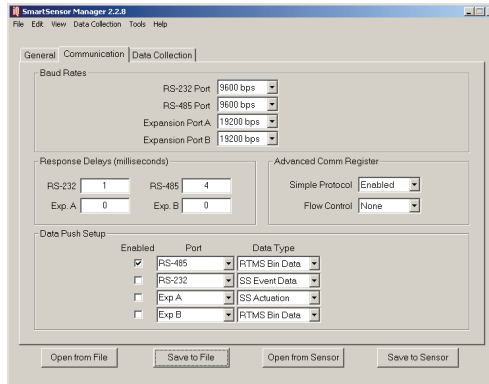 SmartSensor Manager 2.2.0
File Edit View Data Collection Tools Help
General Communication Data Collection
Baud Rates
RS-232 Port 9600 bps
RS-485 Port 9600 bps
Expansion Port A 19200 bps
Expansion Port B 19200 bps
Response Delays (milliseconds)
RS-232 1 RS-485 4
Exp. A 0 Exp. B 0
Advanced Comm Register
Simple Protocol Enabled
Flow Control None
Data Push Setup
Enabled Port Data Type
RS-485 RTMS Bin Data
RS-232 SS Event Data
Exp A SS Actuation
Exp B RTMS Bin Data
Open from File Save to File Open from Sensor Save to Sensor